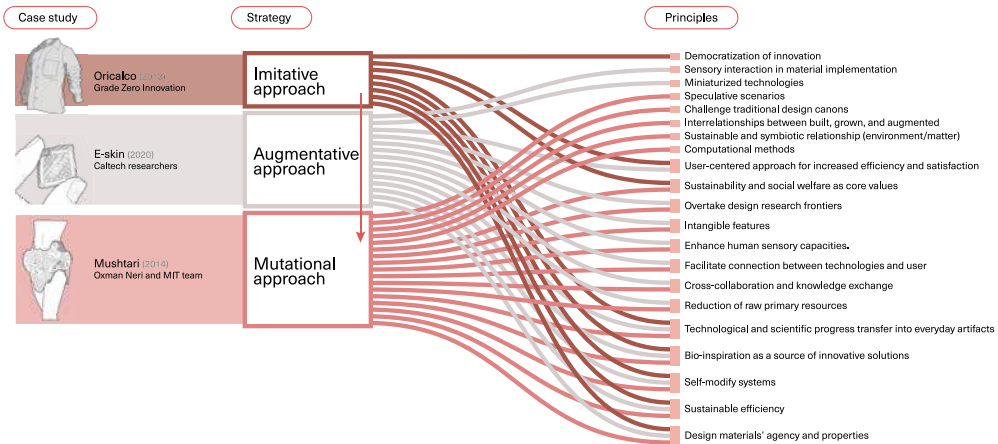 Case study
Strategy
Principles
Oricalco (2013)
Grade Zero Innovation
E-skin (2020)
Caltech researchers
Mushtari (2014)
Oxman Neri and MIT team
Imitative
approach
Augmentative
approach
Mutational
approach
Democratization of innovation
Sensory interaction in material implementation
Miniaturized technologies
Speculative scenarios
Challenge traditional design canons
Interrelationships between built, grown, and augmented
Sustainable and symbiotic relationship (environment/matter)
Computational methods
User-centered approach for increased efficiency and satisfaction
Sustainability and social welfare as core values
Overtake design research frontiers
Intangible features
Enhance human sensory capacities.
Facilitate connection between technologies and user
Cross-collaboration and knowledge exchange
Reduction of raw primary resources
Technological and scientific progress transfer into everyday artifacts
Bio-inspiration as a source of innovative solutions
Self-modify systems
Sustainable efficiency
Design materials' agency and properties